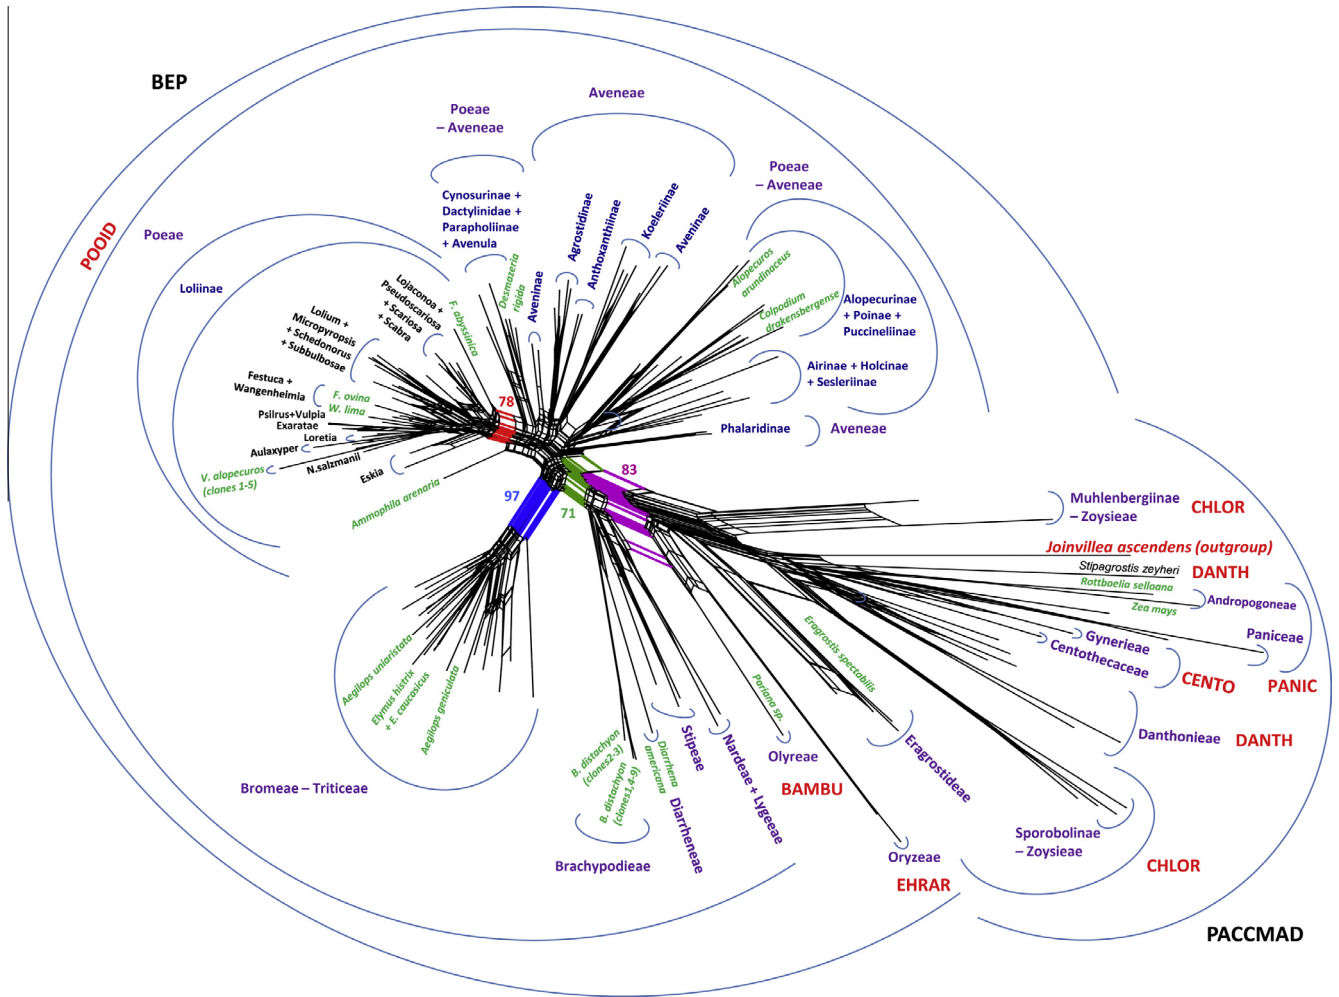 BEP
Aveneae
Poeae
– Aveneae
Poeae
– Aveneae
POOID
Poeae
Cynosurinae +
Dactylinidae +
Parapholiinae
+ Avenula
Agrostidinae
Anthoxanthiinae
Koeleriinae
Aveninae
Desmazeria
rigida
Aveninae
Alopecuros
arundinaceus
Colpodium
drakensbergense
Alopecurinae
+ Poinae +
Puccineliinae
Loliinae
Lojaconoa +
Pseudoscariosa
+ Scariosa
+ Scabra
F. abyssinica
Lolium +
Micropyropsis
+ Schedonorus
+ Subbulbosae
Airinae + Holcinae
+ Sesleriinae
Festuca +
Wangenheimia
F. ovina
W. lima
78
Psilrus+Vulpia
Exaratae
Loretia
Aulaxyper
N.salzmanii
V. alopecuros
(clones 1-5)
Eskia
Phalaridinae
Aveneae
Ammophila arenaria
97
83
71
Muhlenbergiinae
– Zoysieae
CHLOR
Joinvillea ascendens (outgroup)
Stipagrostis zeyheri
DANTH
Rottboelia selloana
Andropogoneae
Zea mays
Paniceae
Gynerieae
Centothecaceae
CENTO
PANIC
Eragrostis spectabilis
Pariana sp.
Aegilops uniaristata
Elymus histrix
+ E. caucasicus
Aegilops geniculata
Danthonieae
DANTH
Eragrostideae
Olyreae
BAMBU
Nardeae + Lygeeae
Stipeae
Diarrhena
americana
Diarrheneae
B. distachyon
(clones2-3)
B. distachyon
(clones1,4-9)
Bromeae – Triticeae
Brachypodieae
Sporobolinae
– Zoysieae
CHLOR
Oryzeae
EHRAR
PACCMAD